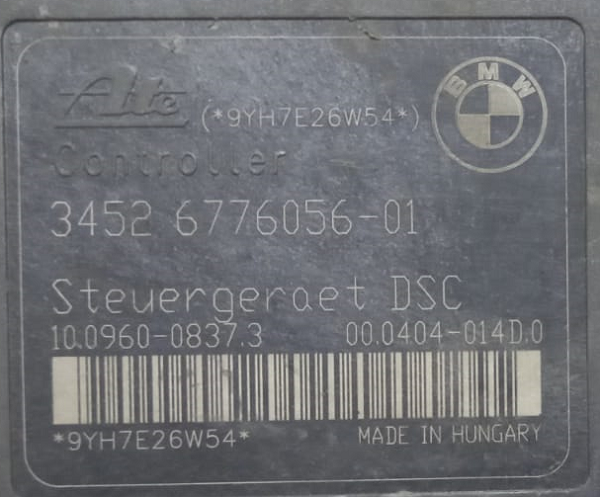 Ate
(*9YH7E26W54*)
BMW
Controller
3452 6776056-01
Steuergeraet DSC
10.0960-0837.3 00.0404-014D.0
*9YH7E26W54*
MADE IN HUNGARY